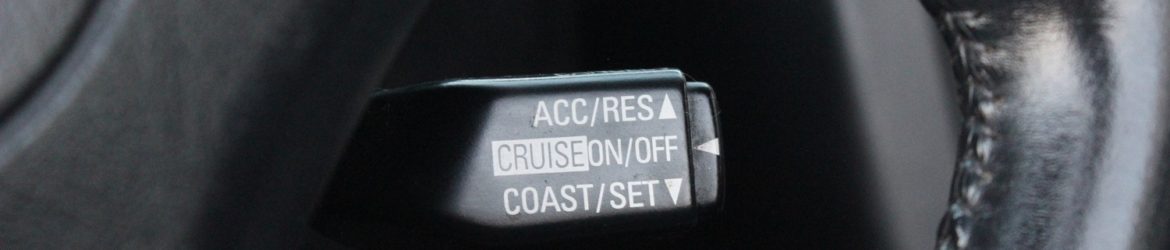 ACC/RES▲
CRUISE ON/OFF ◄
COAST/SET▼